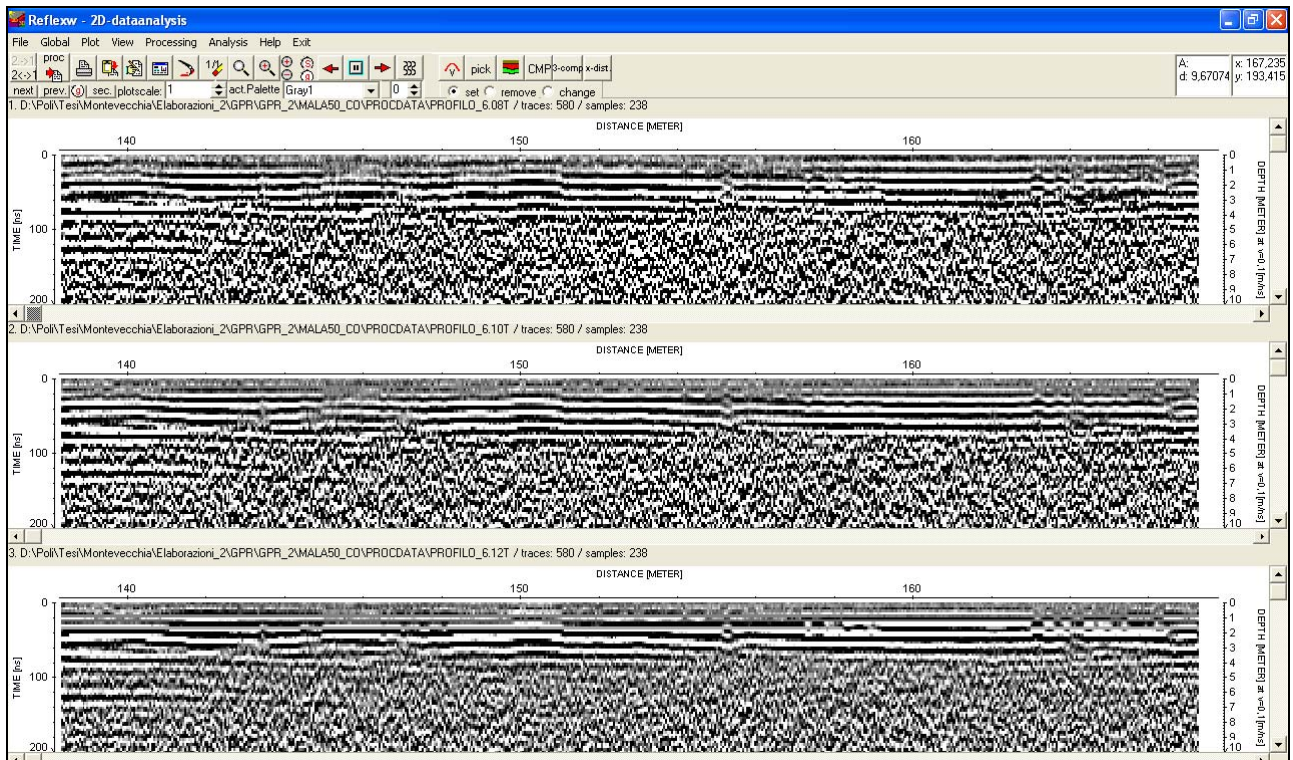 Reflexw - 2D-dataanalysis
File Global Plot View Processing Analysis Help Exit
2->1 proc
2<->1 1/2 pick CMP 3-comp x-dist.
A: x: 167,235
d: 9,67074 y: 193,415
next prev. (g) sec. plotscale: 1 act.Palette Gray1 0 set remove change
1. D:\Poli\Tesi\Montevecchia\Elaborazioni_2\GPR\GPR_2\MALA50_CO\PROCDATA\PROFILO_6.08T / traces: 580 / samples: 238
DISTANCE [METER]
140 150 160
TIME [ns]
0
100
200
0
1
2
3
4
5
6
7
8
9
10
DEPTH [METER] at v=0.1[m/ns]
2. D:\Poli\Tesi\Montevecchia\Elaborazioni_2\GPR\GPR_2\MALA50_CO\PROCDATA\PROFILO_6.10T / traces: 580 / samples: 238
DISTANCE [METER]
140 150 160
TIME [ns]
0
100
200
0
1
2
3
4
5
6
7
8
9
10
DEPTH [METER] at v=0.1[m/ns]
3. D:\Poli\Tesi\Montevecchia\Elaborazioni_2\GPR\GPR_2\MALA50_CO\PROCDATA\PROFILO_6.12T / traces: 580 / samples: 238
DISTANCE [METER]
140 150 160
TIME [ns]
0
100
200
0
1
2
3
4
5
6
7
8
9
10
DEPTH [METER] at v=0.1[m/ns]